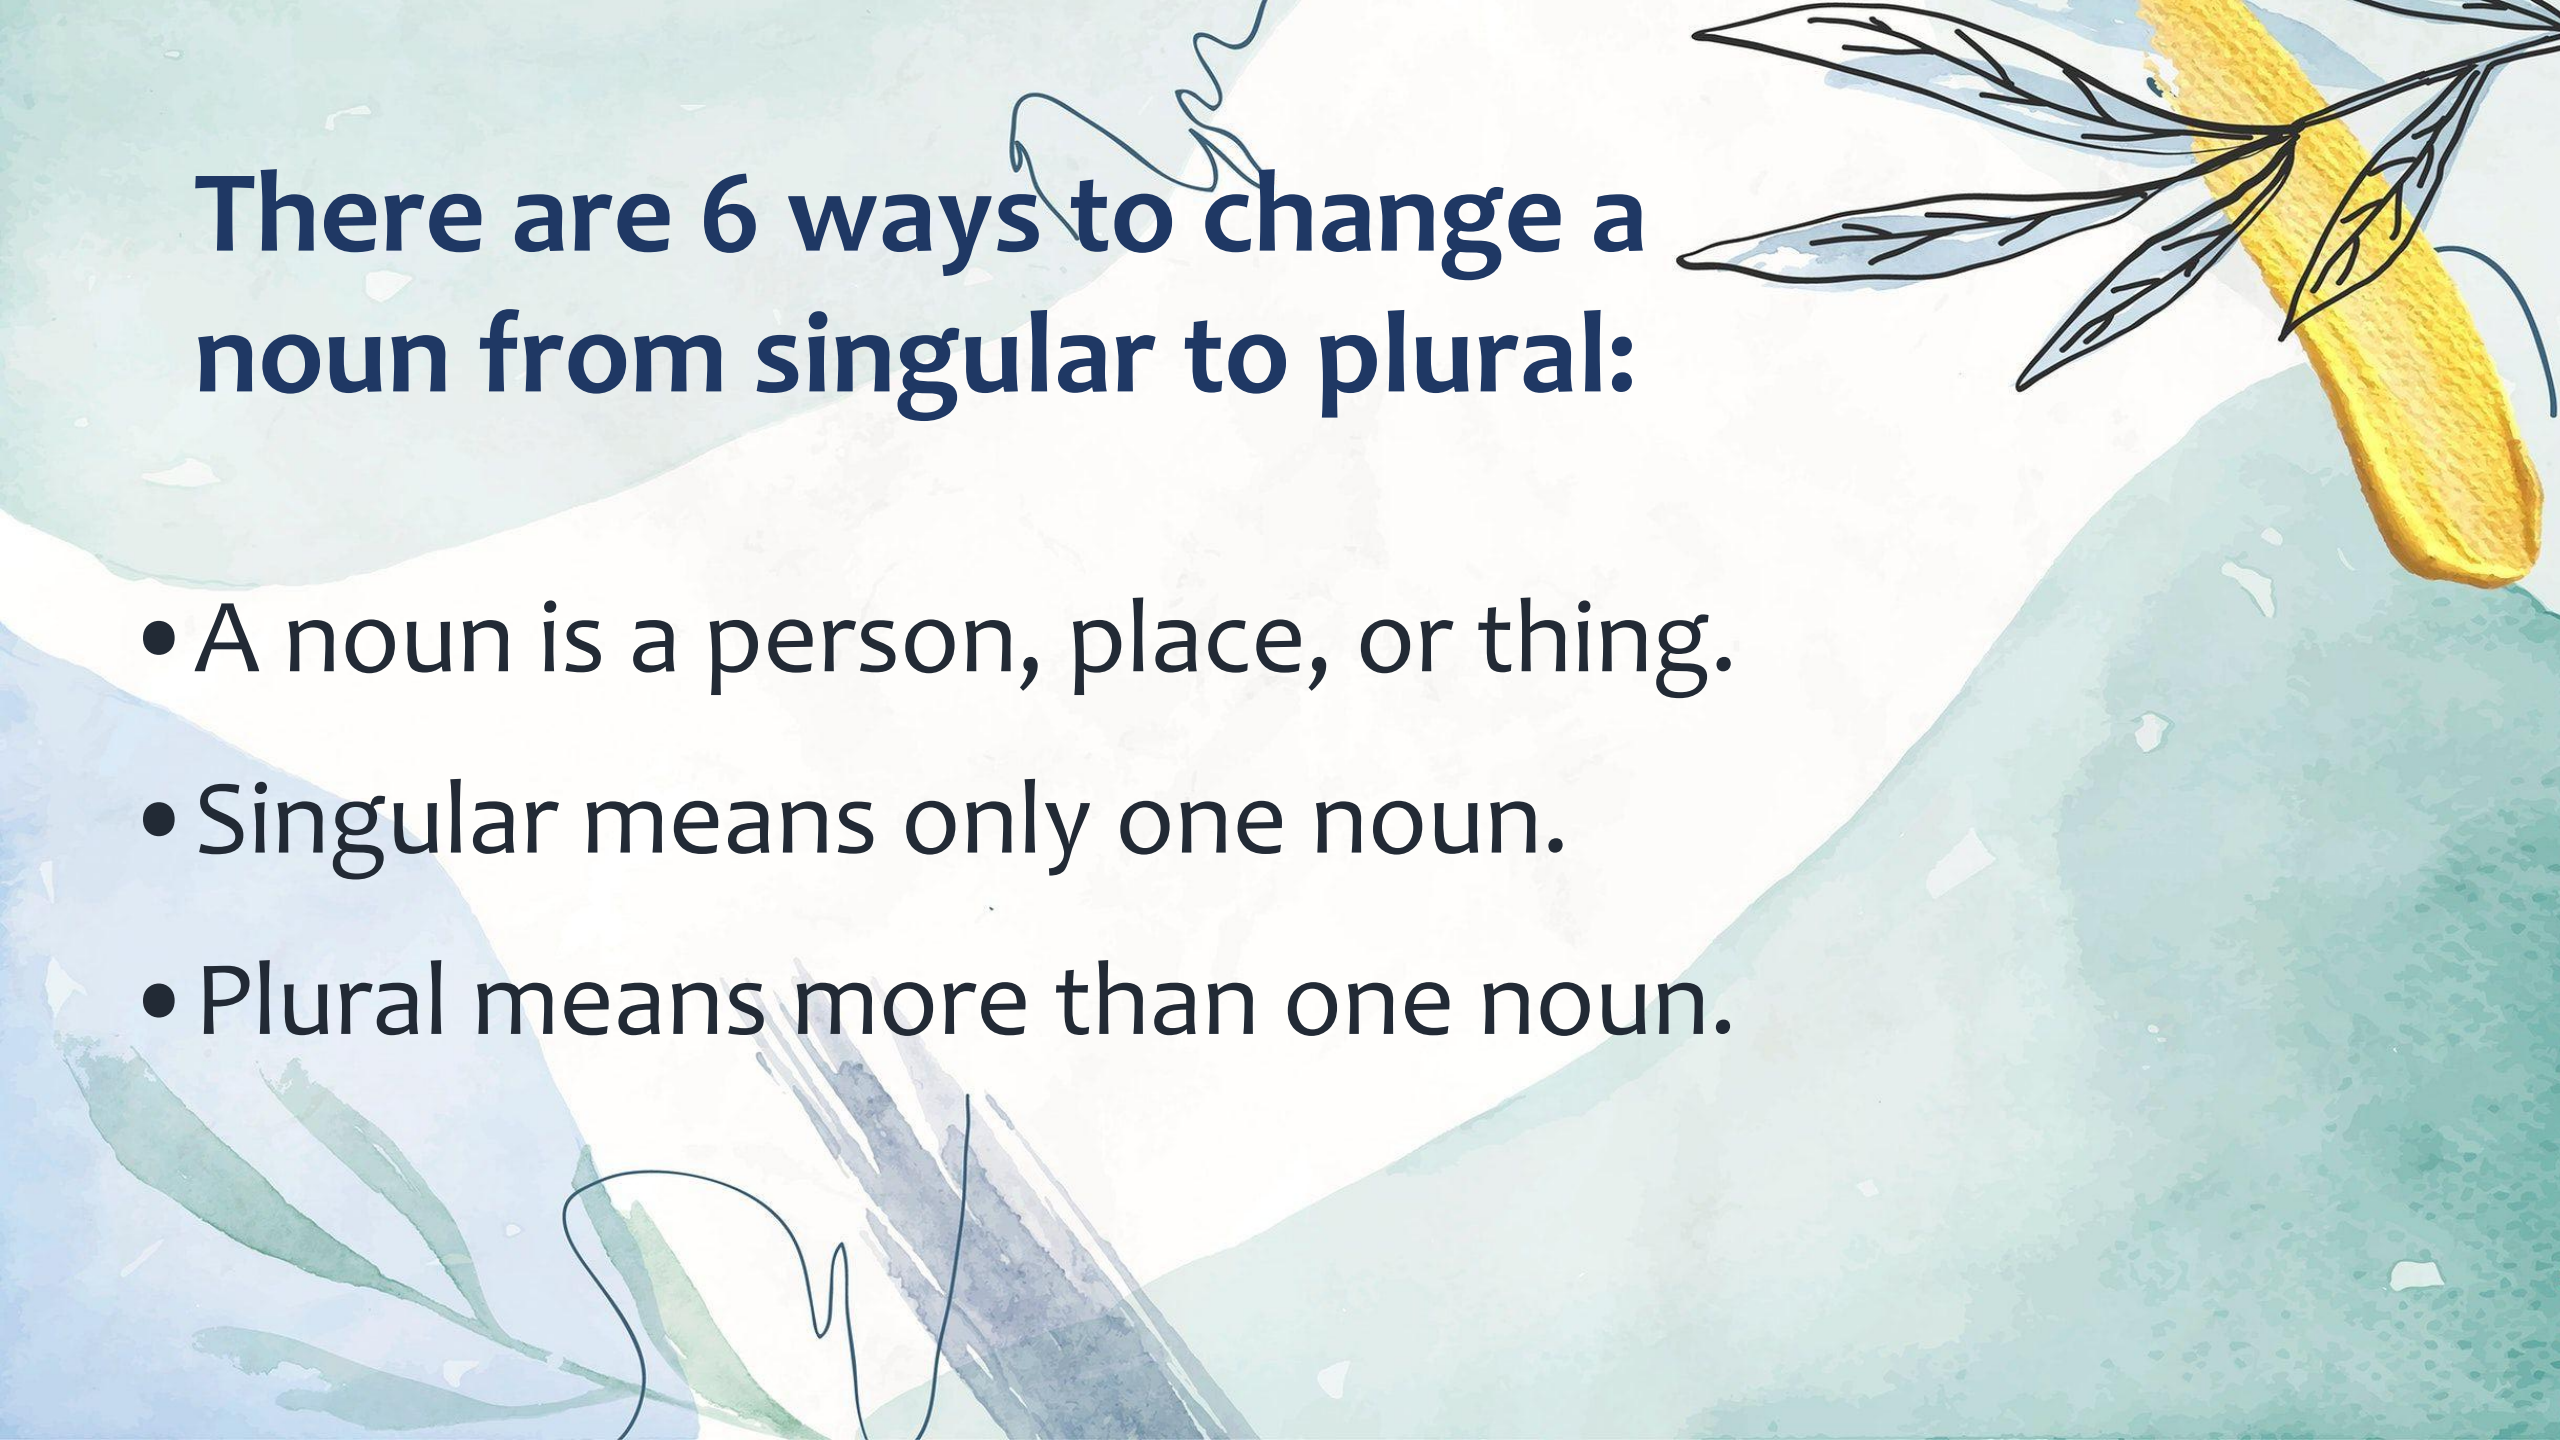 There are 6 ways to change a
noun from singular to plural:
•A noun is a person, place, or thing.
•Singular means only one noun.
•Plural means more than one noun.